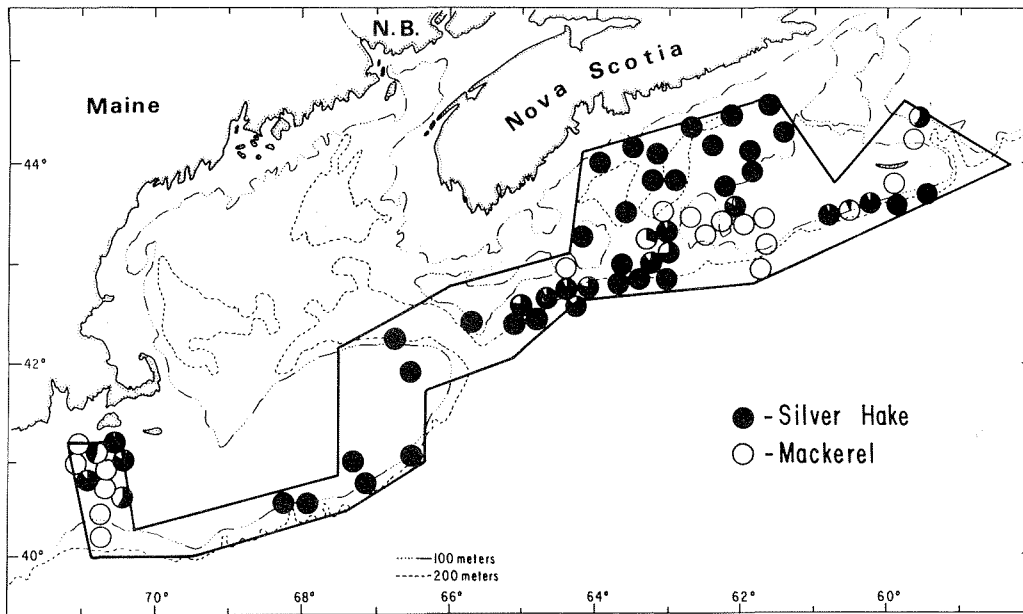 N.B.
Maine
Nova Scotia
44°
42°
40°
- Silver Hake
- Mackerel
100 meters
200 meters
70° 68° 66° 64° 62° 60°